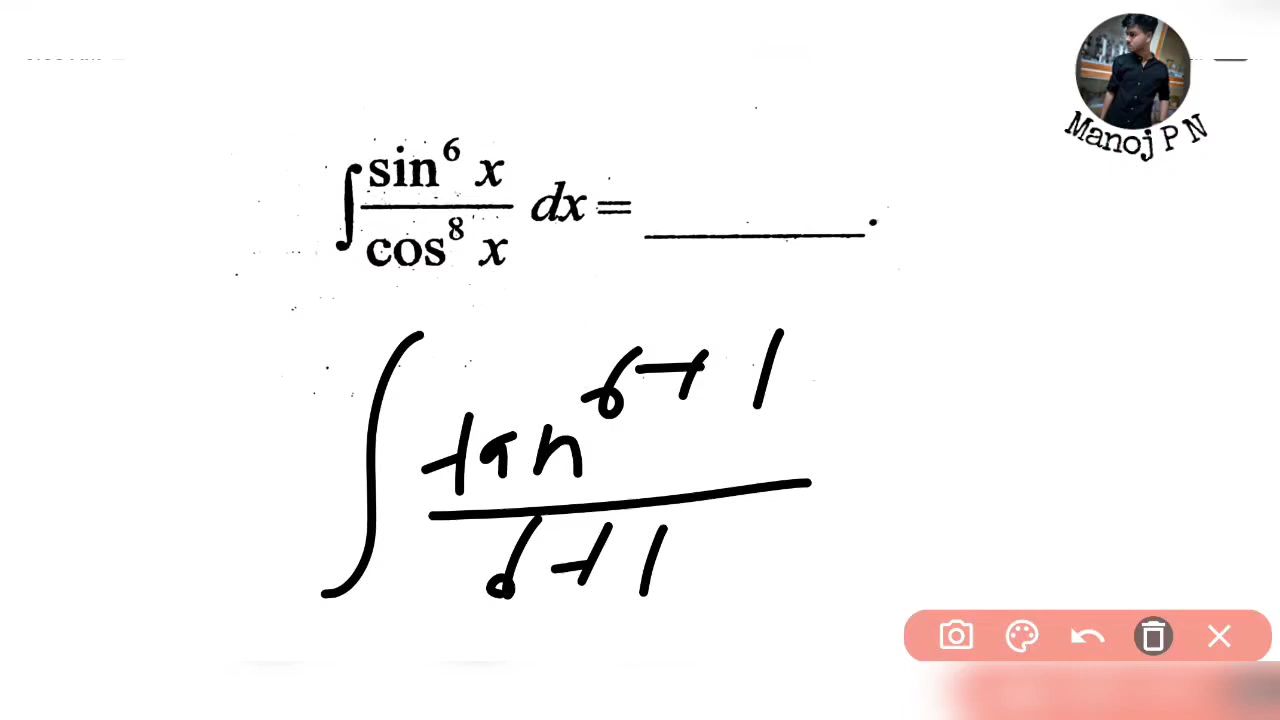 Manoj P N
∫ sin⁶ x / cos⁸ x dx = ________.
∫ tan⁶⁺¹ / 6+1